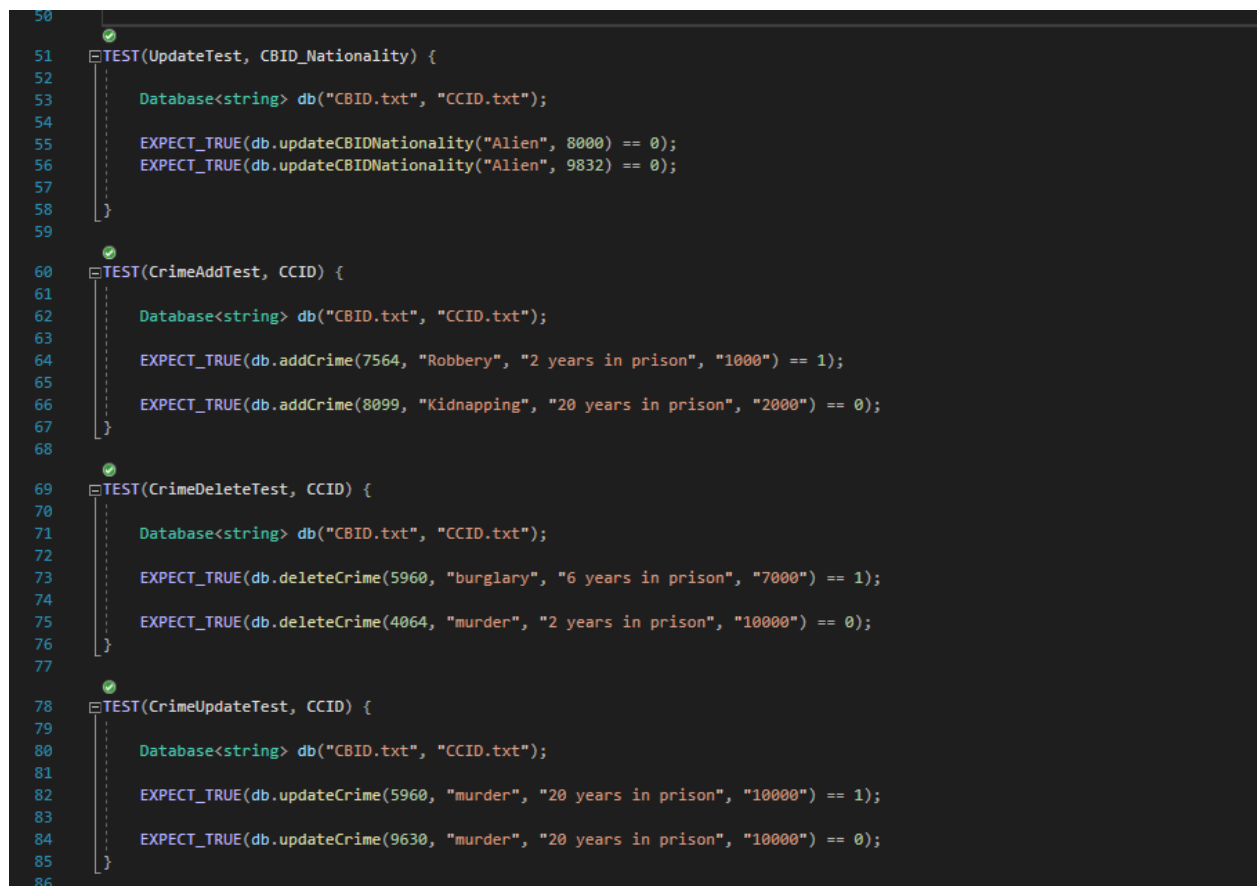 50
51 TEST(UpdateTest, CBID_Nationality) {
52
53 Database<string> db("CBID.txt", "CCID.txt");
54
55 EXPECT_TRUE(db.updateCBIDNationality("Alien", 8000) == 0);
56 EXPECT_TRUE(db.updateCBIDNationality("Alien", 9832) == 0);
57
58 }
59
60 TEST(CrimeAddTest, CCID) {
61
62 Database<string> db("CBID.txt", "CCID.txt");
63
64 EXPECT_TRUE(db.addCrime(7564, "Robbery", "2 years in prison", "1000") == 1);
65
66 EXPECT_TRUE(db.addCrime(8099, "Kidnapping", "20 years in prison", "2000") == 0);
67 }
68
69 TEST(CrimeDeleteTest, CCID) {
70
71 Database<string> db("CBID.txt", "CCID.txt");
72
73 EXPECT_TRUE(db.deleteCrime(5960, "burglary", "6 years in prison", "7000") == 1);
74
75 EXPECT_TRUE(db.deleteCrime(4064, "murder", "2 years in prison", "10000") == 0);
76 }
77
78 TEST(CrimeUpdateTest, CCID) {
79
80 Database<string> db("CBID.txt", "CCID.txt");
81
82 EXPECT_TRUE(db.updateCrime(5960, "murder", "20 years in prison", "10000") == 1);
83
84 EXPECT_TRUE(db.updateCrime(9630, "murder", "20 years in prison", "10000") == 0);
85 }
86